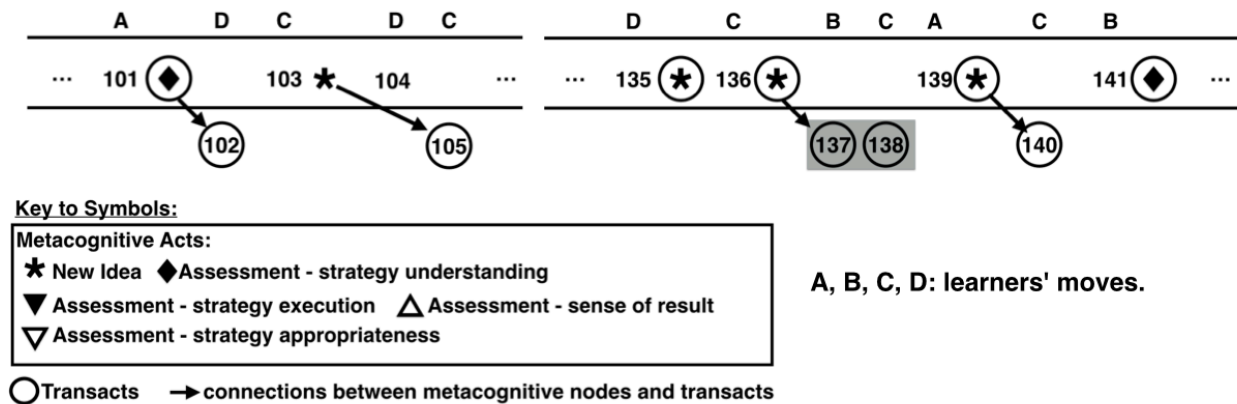 A D C D C D C B C A C B
... 101 103 104 ... ... 135 136 139 141 ...
102 105 137 138 140
Key to Symbols:
Metacognitive Acts:
New Idea Assessment - strategy understanding
Assessment - strategy execution Assessment - sense of result
Assessment - strategy appropriateness
A, B, C, D: learners' moves.
Transacts connections between metacognitive nodes and transacts